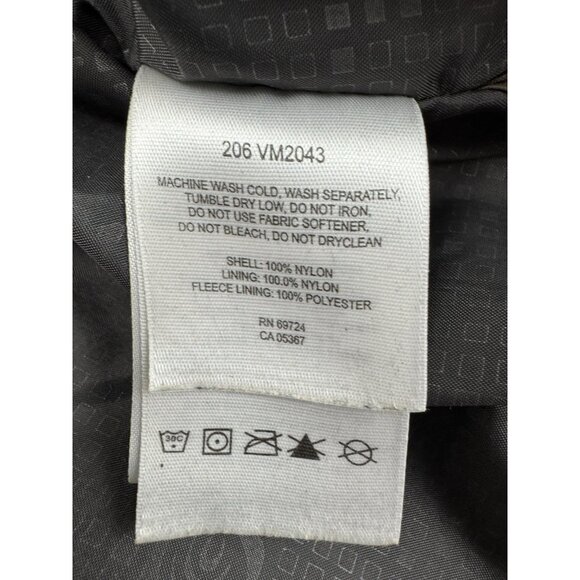 206 VM2043
MACHINE WASH COLD, WASH SEPARATELY,
TUMBLE DRY LOW, DO NOT IRON,
DO NOT USE FABRIC SOFTENER,
DO NOT BLEACH, DO NOT DRYCLEAN
SHELL: 100% NYLON
LINING: 100.0% NYLON
FLEECE LINING: 100% POLYESTER
RN 69724
CA 05367
30C